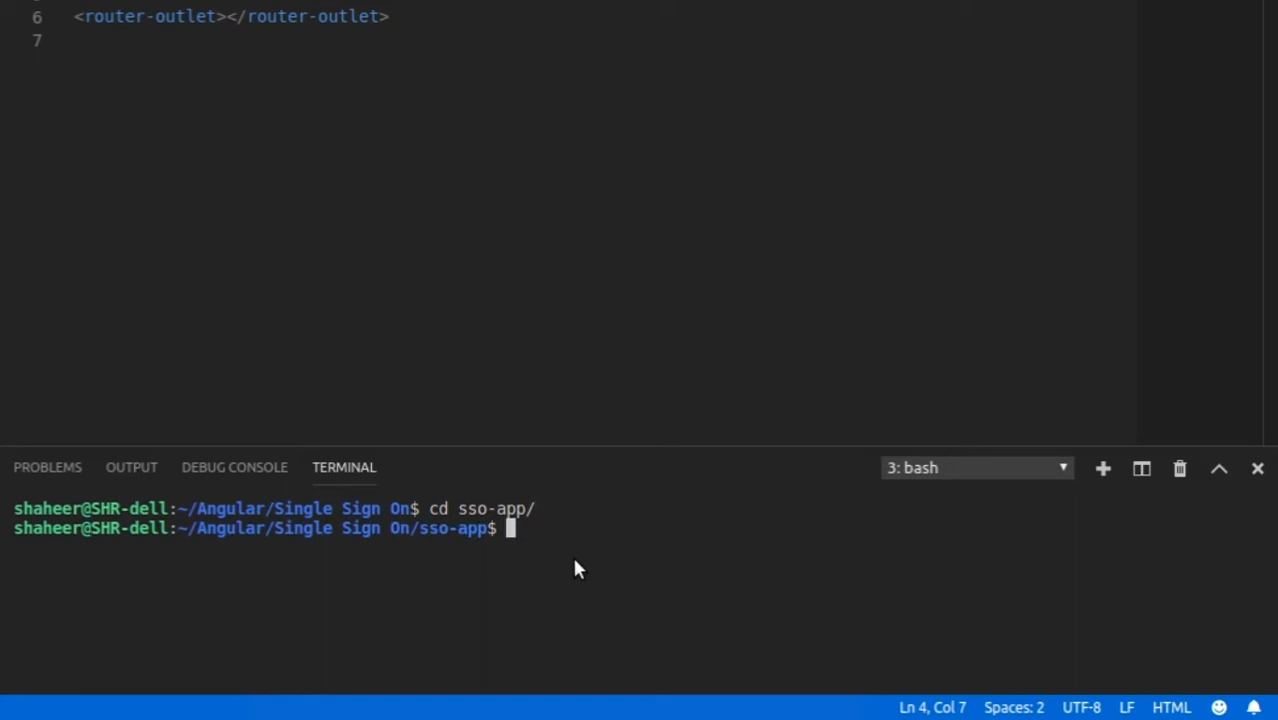 6 <router-outlet></router-outlet>
7
PROBLEMS OUTPUT DEBUG CONSOLE TERMINAL 3: bash
shaheer@SHR-dell:~/Angular/Single Sign On$ cd sso-app/
shaheer@SHR-dell:~/Angular/Single Sign On/sso-app$
Ln 4, Col 7 Spaces: 2 UTF-8 LF HTML